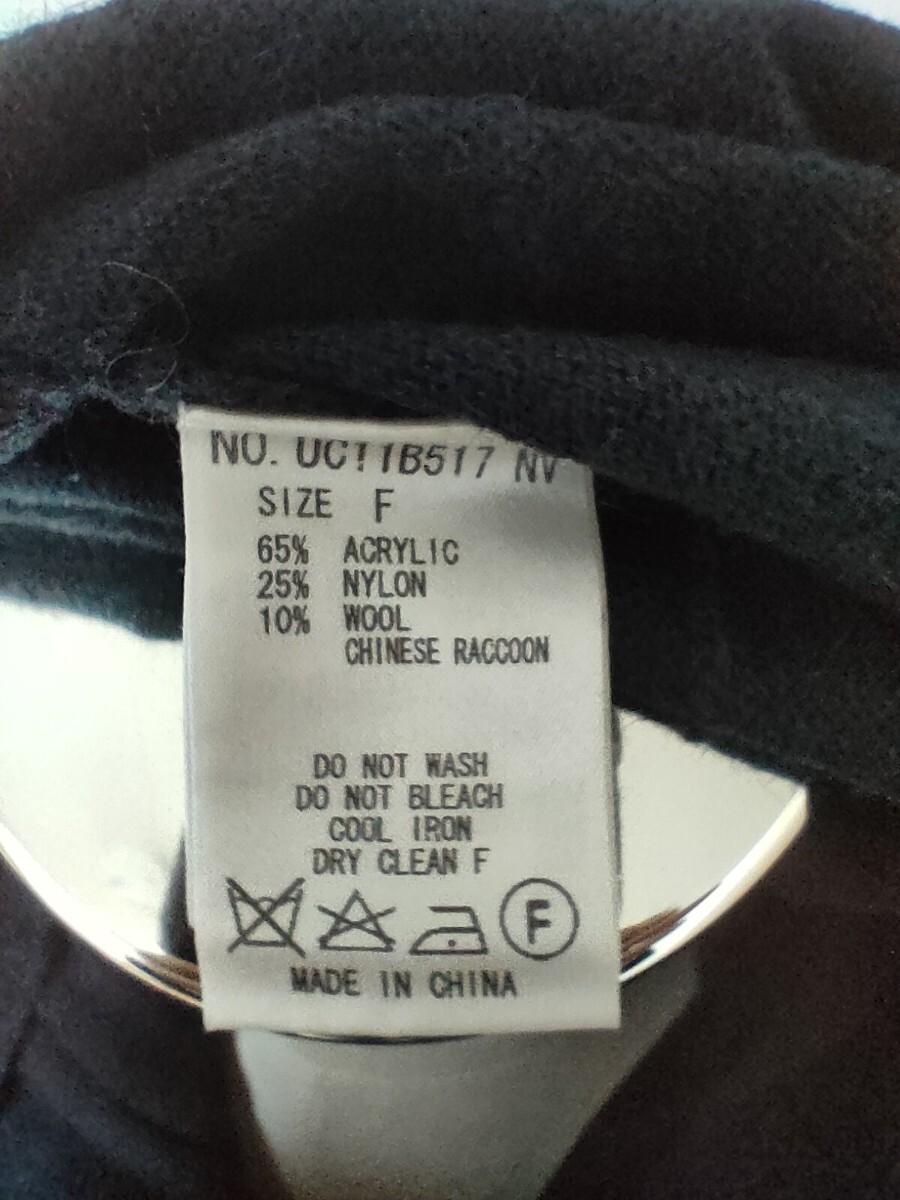 NO. UC11B517 NV
SIZE F
65% ACRYLIC
25% NYLON
10% WOOL
CHINESE RACCOON
DO NOT WASH
DO NOT BLEACH
COOL IRON
DRY CLEAN F
F
MADE IN CHINA